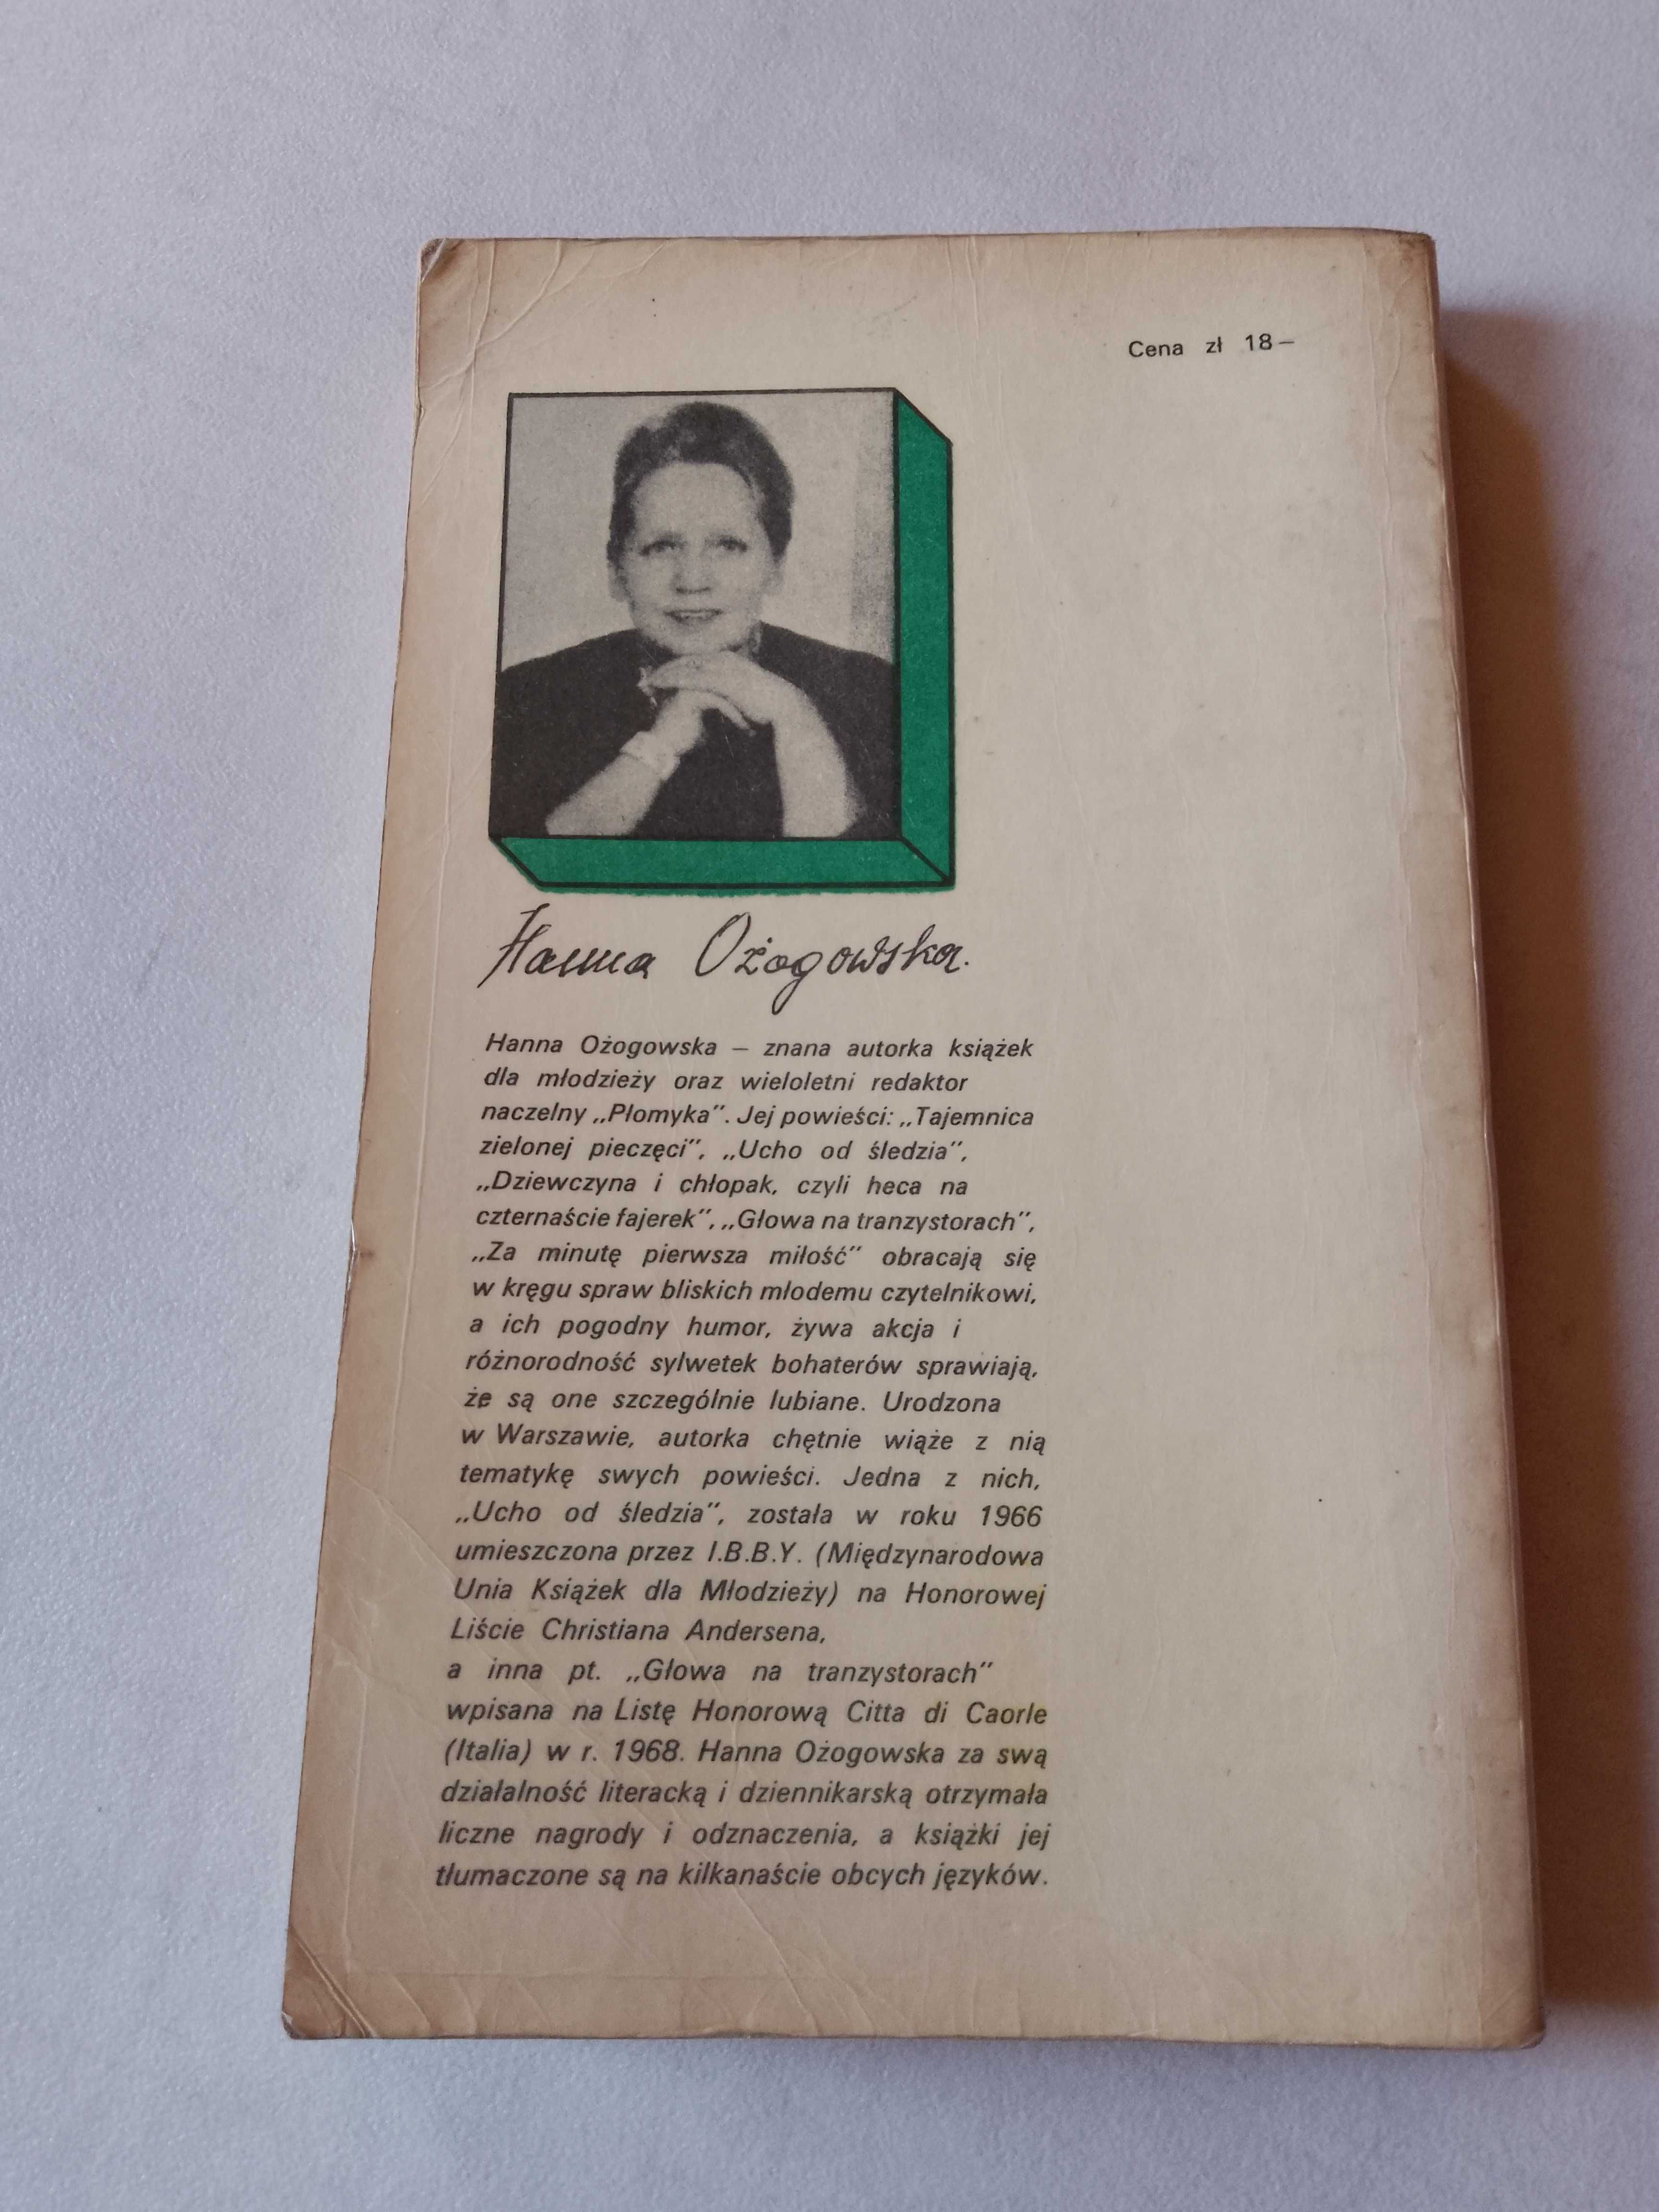 Cena zł 18–
Hanna Ożogowska.
Hanna Ożogowska – znana autorka książek
dla młodzieży oraz wieloletni redaktor
naczelny „Płomyka”. Jej powieści: „Tajemnica
zielonej pieczęci”, „Ucho od śledzia”,
„Dziewczyna i chłopak, czyli heca na
czternaście fajerek”, „Głowa na tranzystorach”,
„Za minutę pierwsza miłość” obracają się
w kręgu spraw bliskich młodemu czytelnikowi,
a ich pogodny humor, żywa akcja i
różnorodność sylwetek bohaterów sprawiają,
że są one szczególnie lubiane. Urodzona
w Warszawie, autorka chętnie wiąże z nią
tematykę swych powieści. Jedna z nich,
„Ucho od śledzia”, została w roku 1966
umieszczona przez I.B.B.Y. (Międzynarodowa
Unia Książek dla Młodzieży) na Honorowej
Liście Christiana Andersena,
a inna pt. „Głowa na tranzystorach”
wpisana na Listę Honorową Citta di Caorle
(Italia) w r. 1968. Hanna Ożogowska za swą
działalność literacką i dziennikarską otrzymała
liczne nagrody i odznaczenia, a książki jej
tłumaczone są na kilkanaście obcych języków.